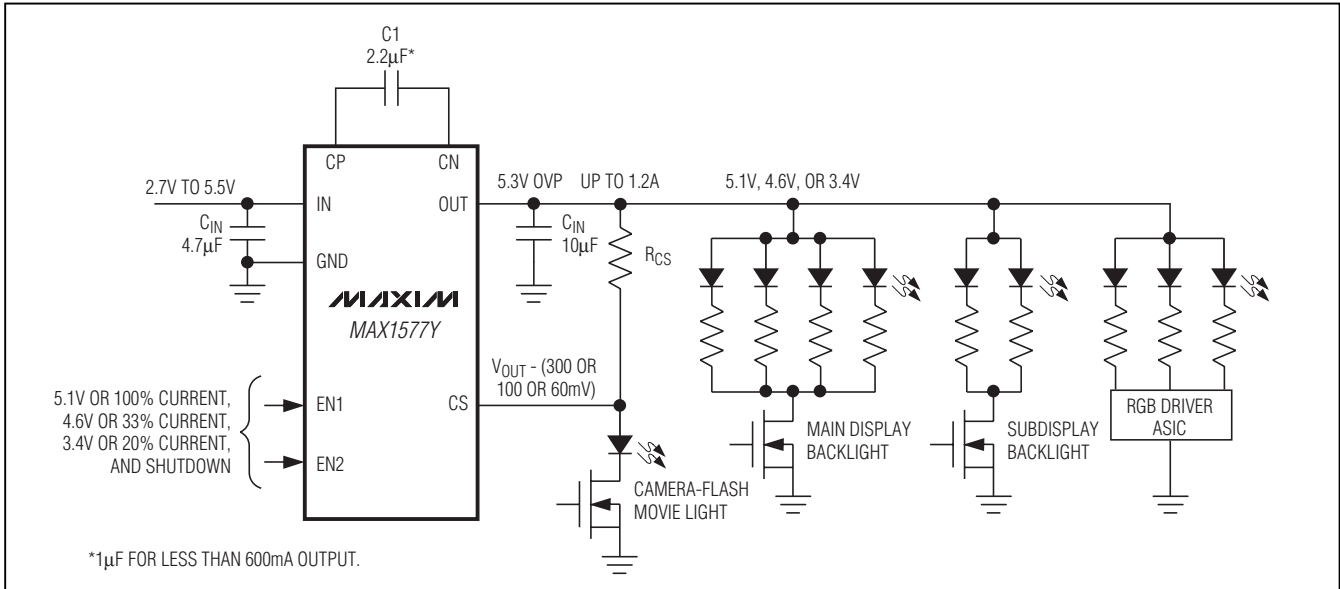 C1
2.2μF*
CP
CN
2.7V TO 5.5V
5.3V OVP
UP TO 1.2A
5.1V, 4.6V, OR 3.4V
IN
OUT
CIN
4.7μF
CIN
10μF
RCS
GND
MAXIM
MAX1577Y
VOUT - (300 OR
100 OR 60mV)
5.1V OR 100% CURRENT,
4.6V OR 33% CURRENT,
3.4V OR 20% CURRENT,
AND SHUTDOWN
EN1
EN2
CS
CAMERA-FLASH
MOVIE LIGHT
MAIN DISPLAY
BACKLIGHT
SUBDISPLAY
BACKLIGHT
RGB DRIVER
ASIC
*1μF FOR LESS THAN 600mA OUTPUT.